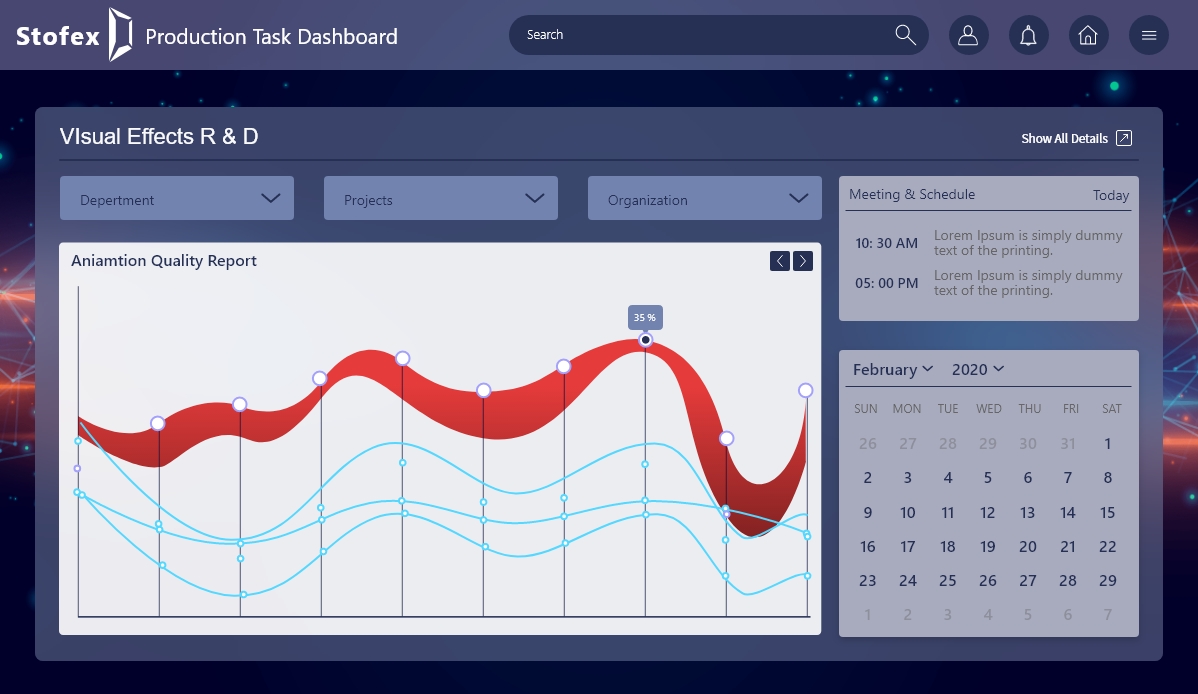 Stofex Production Task Dashboard
Search
VIsual Effects R & D
Show All Details
Depertment
Projects
Organization
Aniamtion Quality Report
35 %
Meeting & Schedule Today
10: 30 AM Lorem Ipsum is simply dummy
text of the printing.
05: 00 PM Lorem Ipsum is simply dummy
text of the printing.
February 2020
SUN MON TUE WED THU FRI SAT
26 27 28 29 30 31 1
2 3 4 5 6 7 8
9 10 11 12 13 14 15
16 17 18 19 20 21 22
23 24 25 26 27 28 29
1 2 3 4 5 6 7